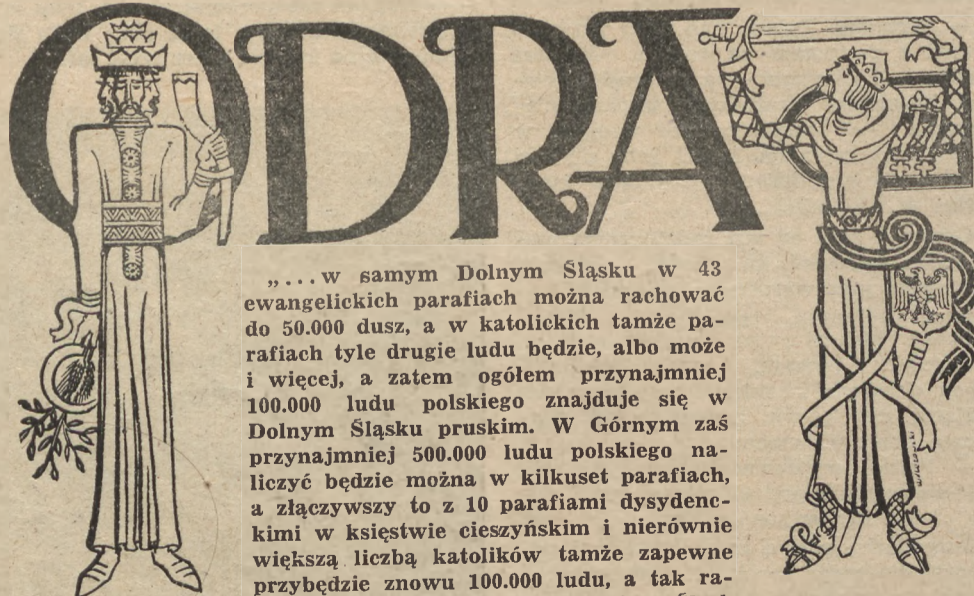 ODRA
„...w samym Dolnym Śląsku w 43
ewangelickich parafiach można rachować
do 50.000 dusz, a w katolickich tamże pa-
rafiach tyle drugie ludu będzie, albo może
i więcej, a zatem ogółem przynajmniej
100.000 ludu polskiego znajduje się w
Dolnym Śląsku pruskim. W Górnym zaś
przynajmniej 500.000 ludu polskiego na-
liczyć będzie można w kilkuset parafiach,
a złączywszy to z 10 parafiami dysydenc-
kimi w księstwie cieszyńskim i nierównie
większą liczbą katolików tamże zapewne
przybędzie znowu 100.000 ludu, a tak ra-